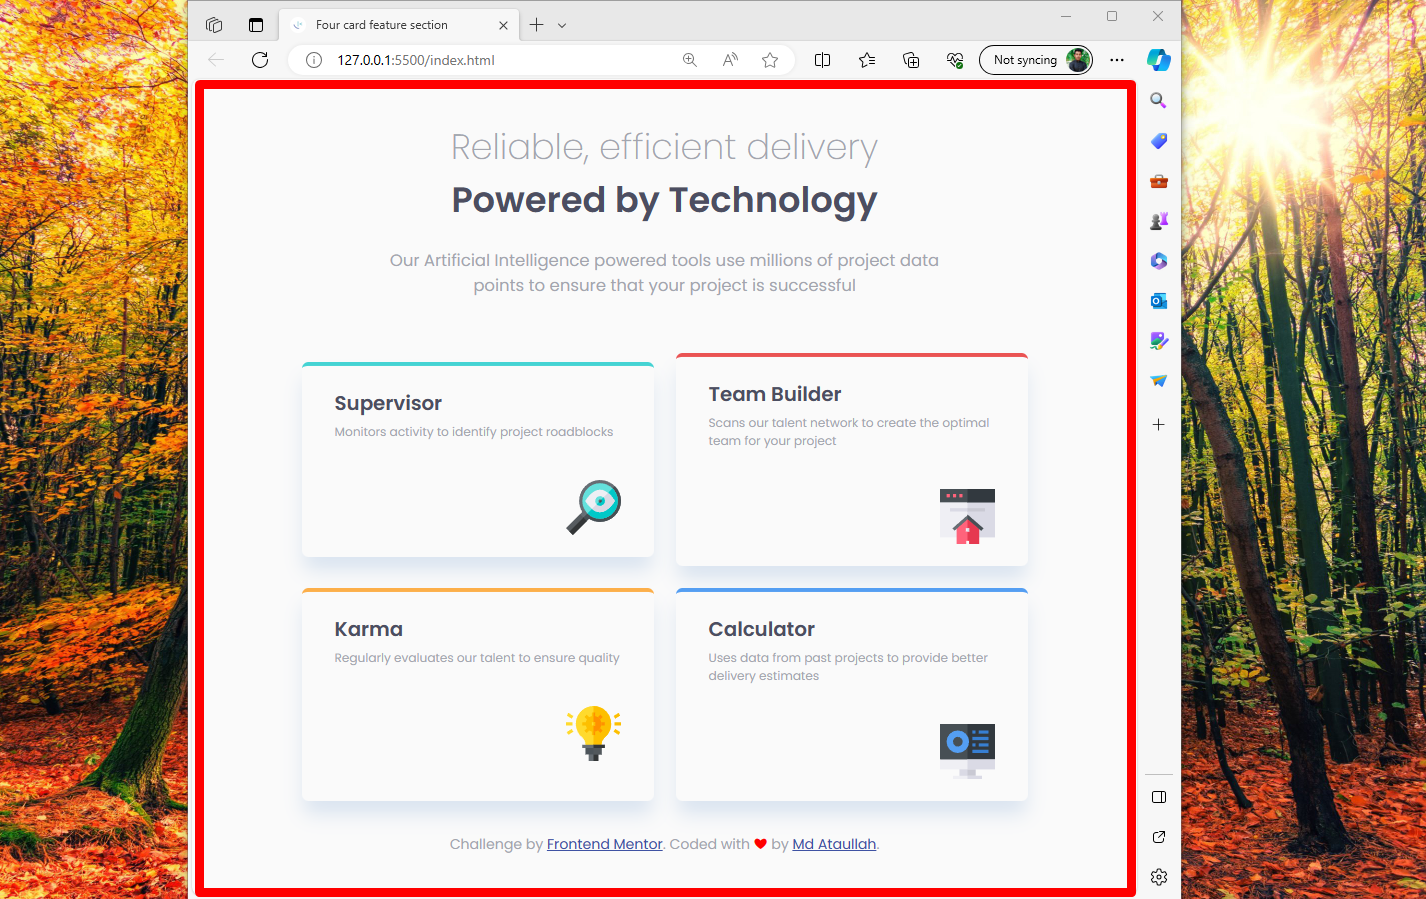 Four card feature section
127.0.0.1:5500/index.html
Not syncing
Reliable, efficient delivery
Powered by Technology
Our Artificial Intelligence powered tools use millions of project data
points to ensure that your project is successful
Supervisor
Monitors activity to identify project roadblocks
Team Builder
Scans our talent network to create the optimal
team for your project
Karma
Regularly evaluates our talent to ensure quality
Calculator
Uses data from past projects to provide better
delivery estimates
Challenge by Frontend Mentor. Coded with ❤ by Md Ataullah.